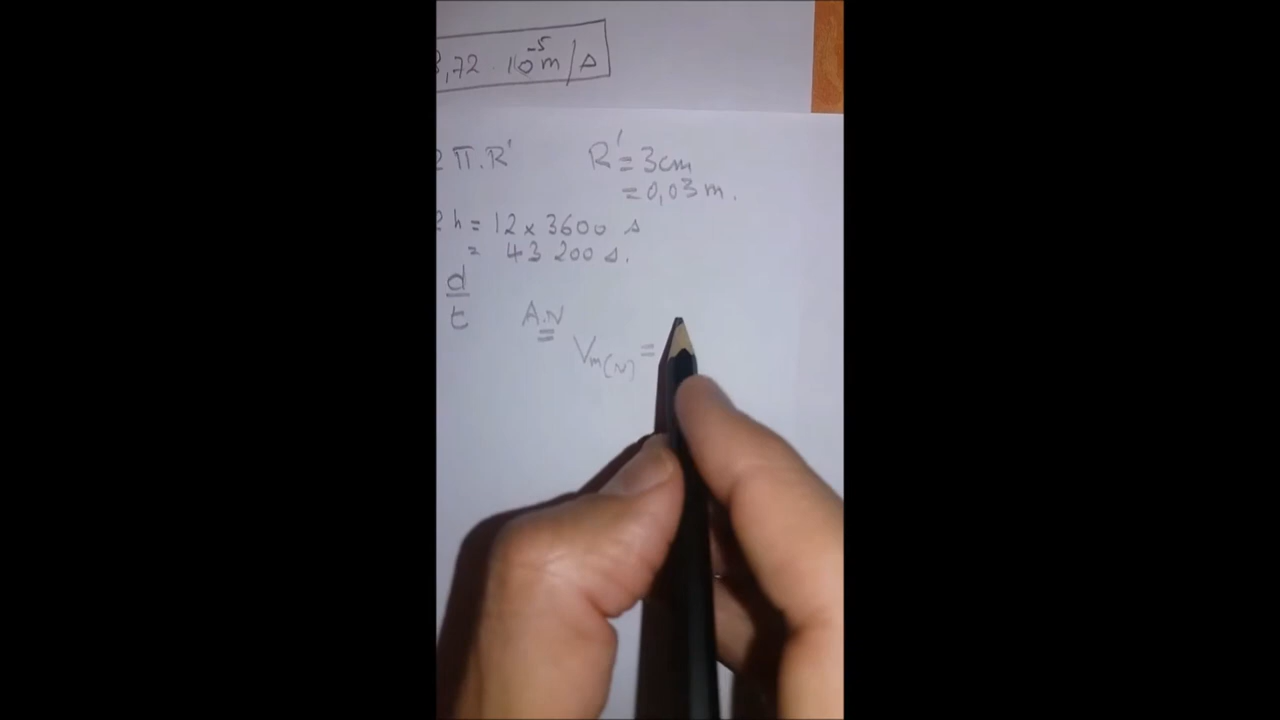 ,72 10⁻⁵ m/s
2 π.R' R' = 3cm
= 0,03 m.
2 h = 12 x 3600 s
= 43 200 s.
d
t
A.N
Vm(N) =